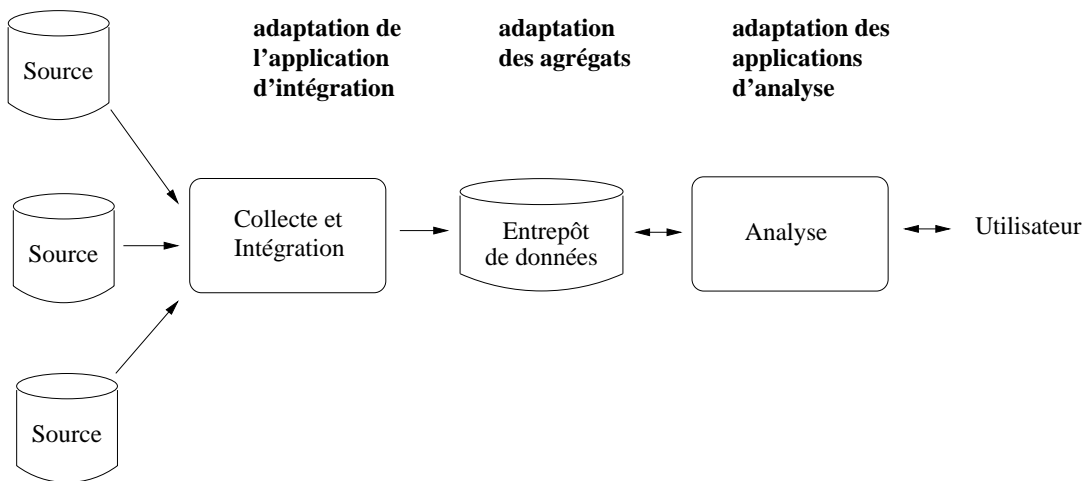 adaptation de
l'application
d'intégration
adaptation
des agrégats
adaptation des
applications
d'analyse
Source
Source
Source
Collecte et
Intégration
Entrepôt
de données
Analyse
Utilisateur